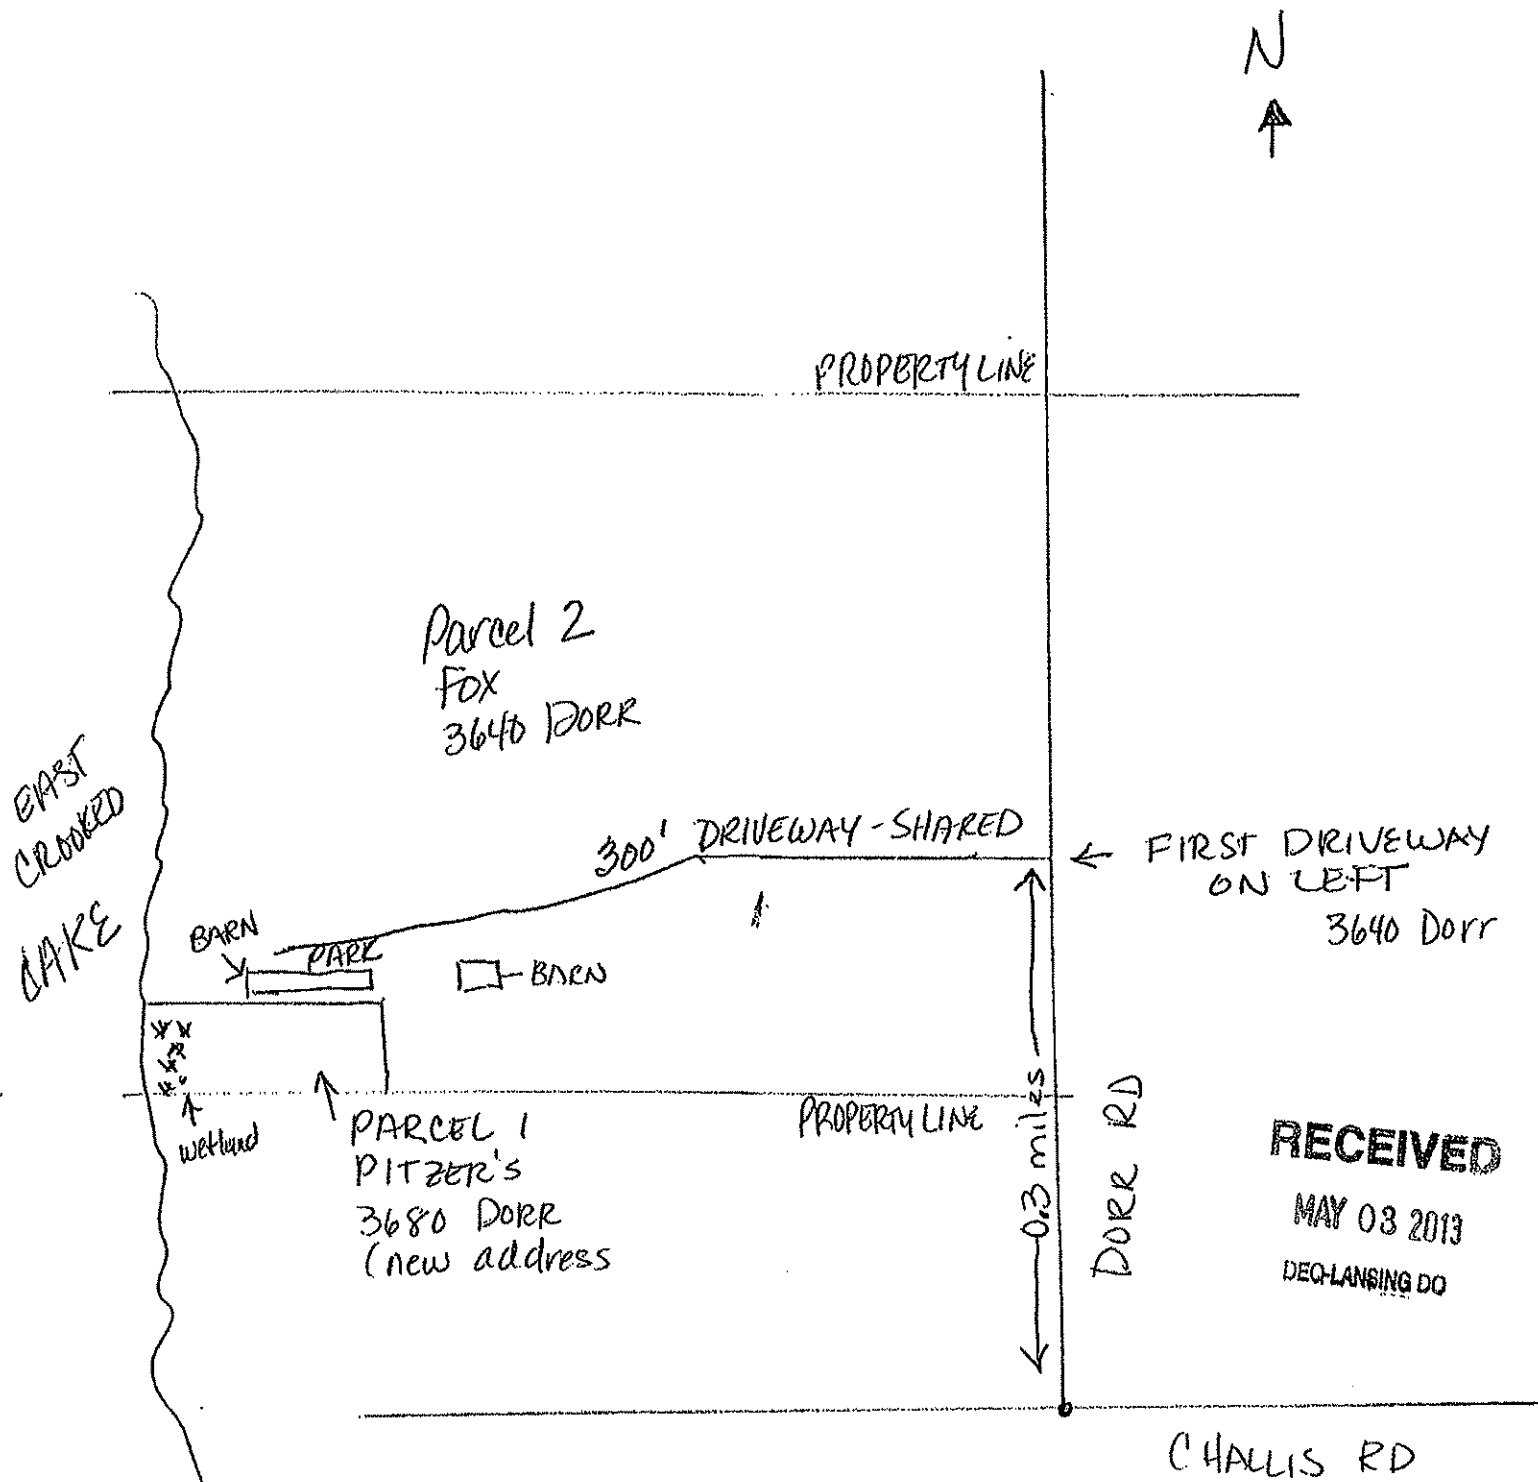 N
PROPERTY LINE
Parcel 2
FOX
3640 DORR
EAST
CROOKED
LAKE
300' DRIVEWAY - SHARED
FIRST DRIVEWAY
ON LEFT
3640 Dorr
BARN
PARK
BARN
wetland
PARCEL 1
PITZER'S
3680 DORR
(new address
PROPERTY LINE
0.3 miles
DORR RD
RECEIVED
MAY 03 2013
DEQ-LANSING DO
CHALLIS RD